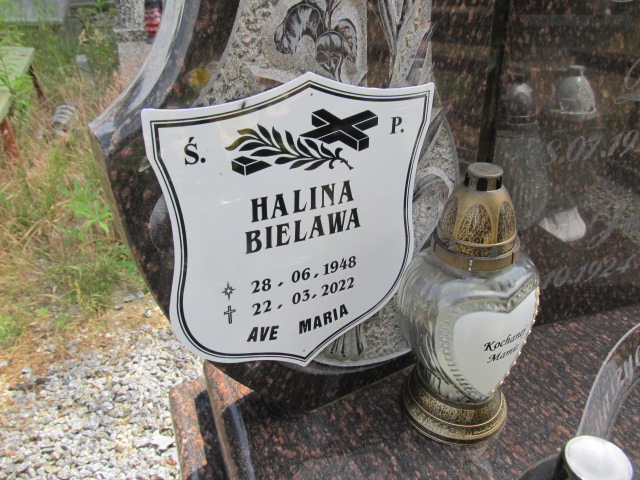 Ś. P.
HALINA
BIELAWA
28.06.1948
22.03.2022
AVE MARIA
Kochanej
Mamie